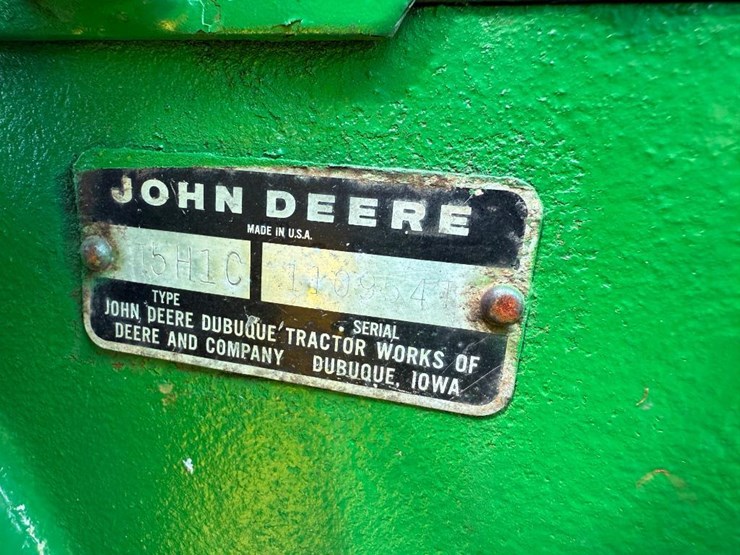 JOHN DEERE
MADE IN U.S.A.
TYPE
SERIAL
JOHN DEERE DUBUQUE TRACTOR WORKS OF
DEERE AND COMPANY DUBUQUE, IOWA